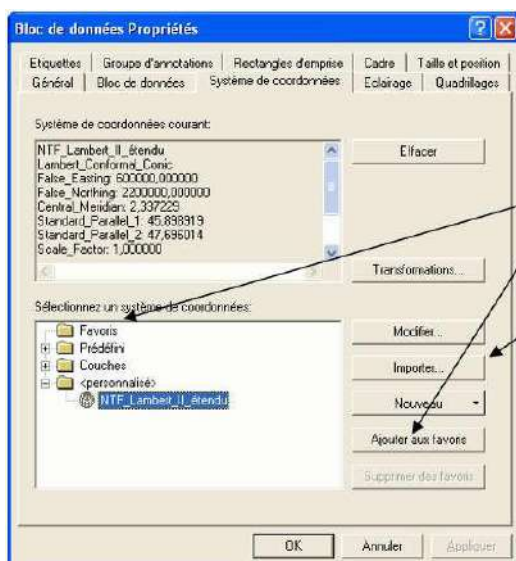 Bloc de données Propriétés
Etiquettes
Groupe d'annotations
Rectangles d'emprise
Cadre
Taille et position
Général
Bloc de données
Système de coordonnées
Eclairage
Quadrillages
Système de coordonnées courant:
NTF_Lambert_II_étendu
Lambert_Conformal_Conic
False_Easting: 600000,000000
False_Northing: 2200000,000000
Central_Meridian: 2,337229
Standard_Parallel_1: 45,898919
Standard_Parallel_2: 47,696014
Scale_Factor: 1,000000
Effacer
Transformations...
Sélectionnez un système de coordonnées:
Favoris
Prédéfini
Couches
<personnalisé>
NTF_Lambert_II_étendu
Modifier...
Importer...
Nouveau
Ajouter aux favoris
Supprimer des favoris
OK
Annuler
Appliquer